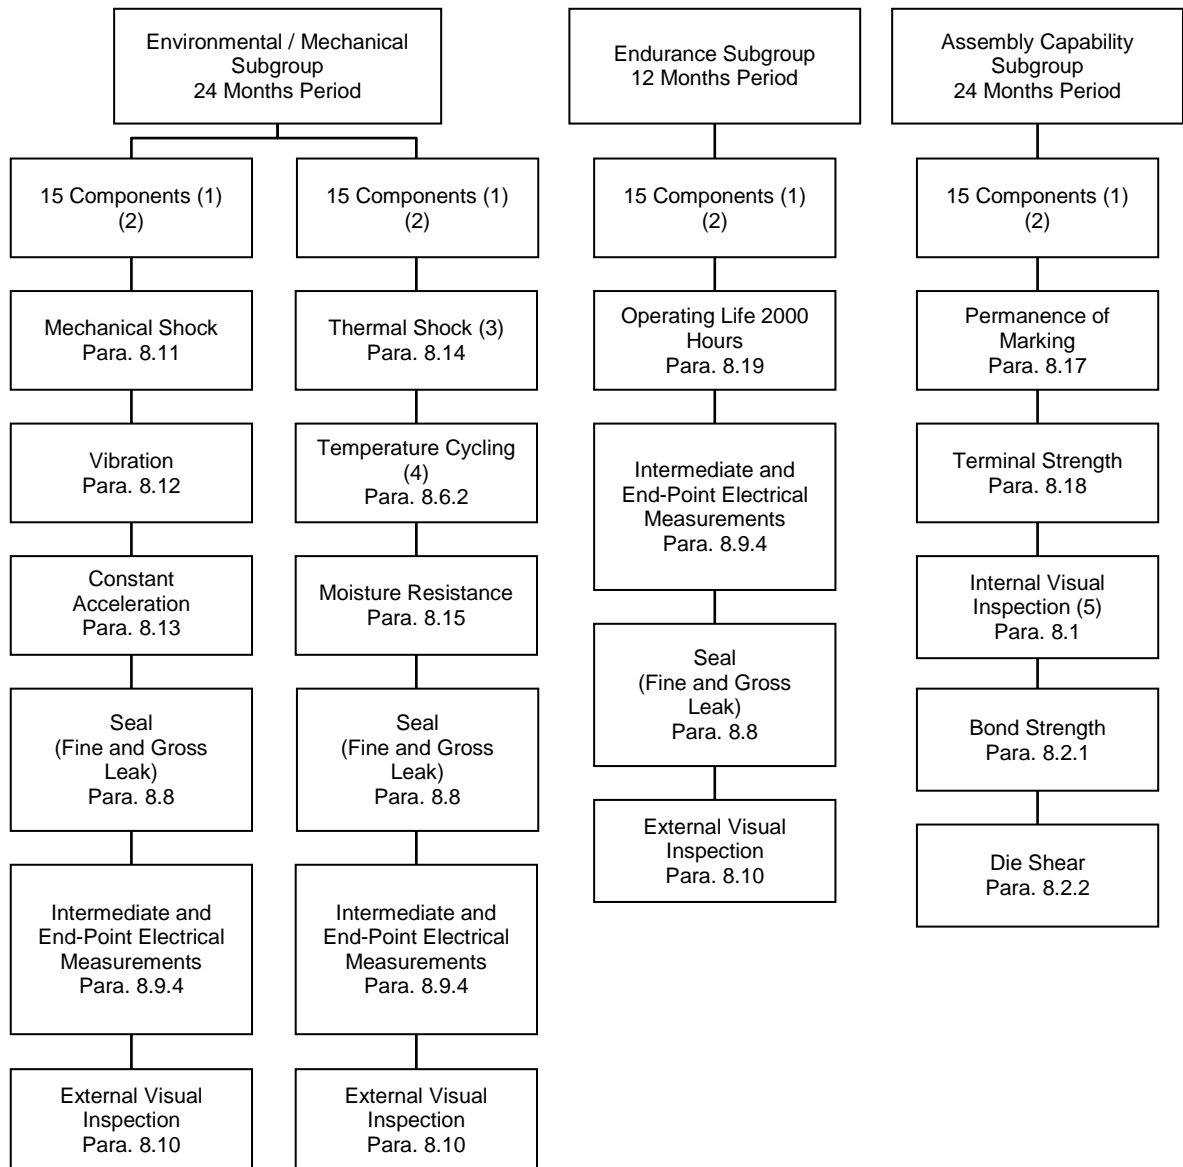 Environmental / Mechanical
Subgroup
24 Months Period
15 Components (1)
(2)
Mechanical Shock
Para. 8.11
Vibration
Para. 8.12
Constant
Acceleration
Para. 8.13
Seal
(Fine and Gross
Leak)
Para. 8.8
Intermediate and
End-Point Electrical
Measurements
Para. 8.9.4
External Visual
Inspection
Para. 8.10
15 Components (1)
(2)
Thermal Shock (3)
Para. 8.14
Temperature Cycling
(4)
Para. 8.6.2
Moisture Resistance
Para. 8.15
Seal
(Fine and Gross
Leak)
Para. 8.8
Intermediate and
End-Point Electrical
Measurements
Para. 8.9.4
External Visual
Inspection
Para. 8.10
Endurance Subgroup
12 Months Period
15 Components (1)
(2)
Operating Life 2000
Hours
Para. 8.19
Intermediate and
End-Point Electrical
Measurements
Para. 8.9.4
Seal
(Fine and Gross
Leak)
Para. 8.8
External Visual
Inspection
Para. 8.10
Assembly Capability
Subgroup
24 Months Period
15 Components (1)
(2)
Permanence of
Marking
Para. 8.17
Terminal Strength
Para. 8.18
Internal Visual
Inspection (5)
Para. 8.1
Bond Strength
Para. 8.2.1
Die Shear
Para. 8.2.2